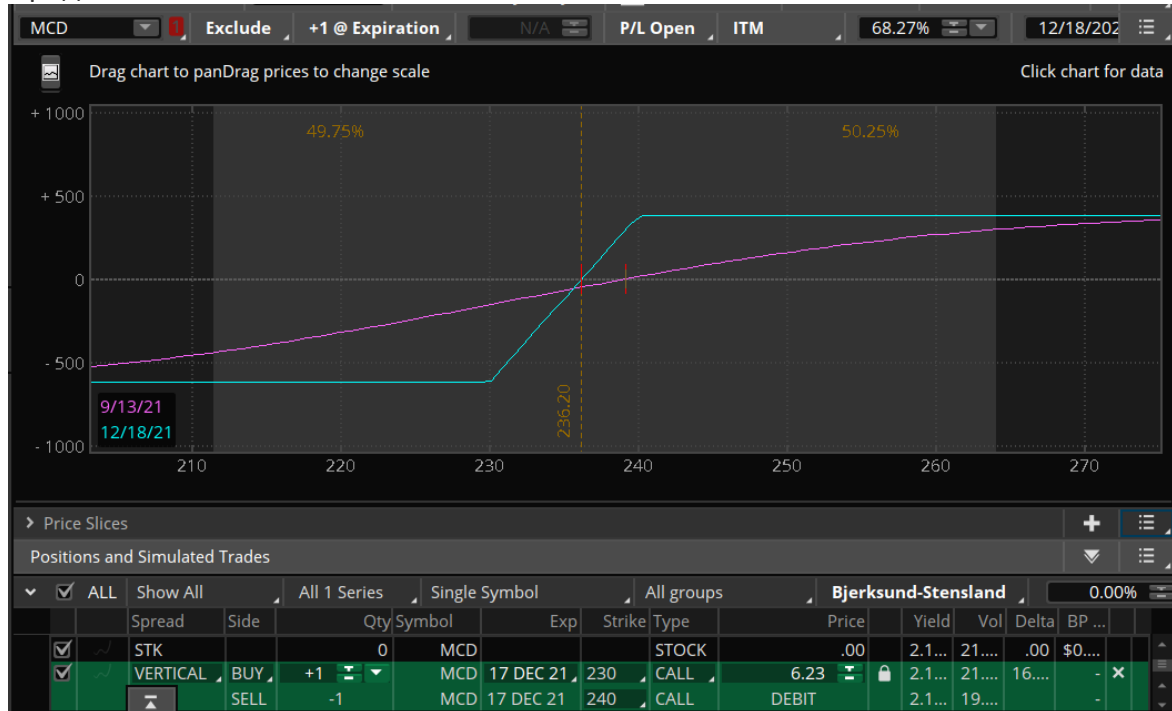 MCD 1 Exclude +1 @ Expiration N/A P/L Open ITM 68.27% 12/18/202
Drag chart to panDrag prices to change scale Click chart for data
+ 1000
49.75% 50.25%
+ 500
0
- 500
9/13/21
12/18/21
236.20
- 1000
210 220 230 240 250 260 270
Price Slices
Positions and Simulated Trades
ALL Show All All 1 Series Single Symbol All groups Bjerksund-Stensland 0.00%
Spread Side Qty Symbol Exp Strike Type Price Yield Vol Delta BP ...
STK 0 MCD STOCK .00 2.1... 21.... .00 $0....
VERTICAL BUY +1 MCD 17 DEC 21 230 CALL 6.23 2.1... 21.... 16.... -
SELL -1 MCD 17 DEC 21 240 CALL DEBIT 2.1... 19.... -